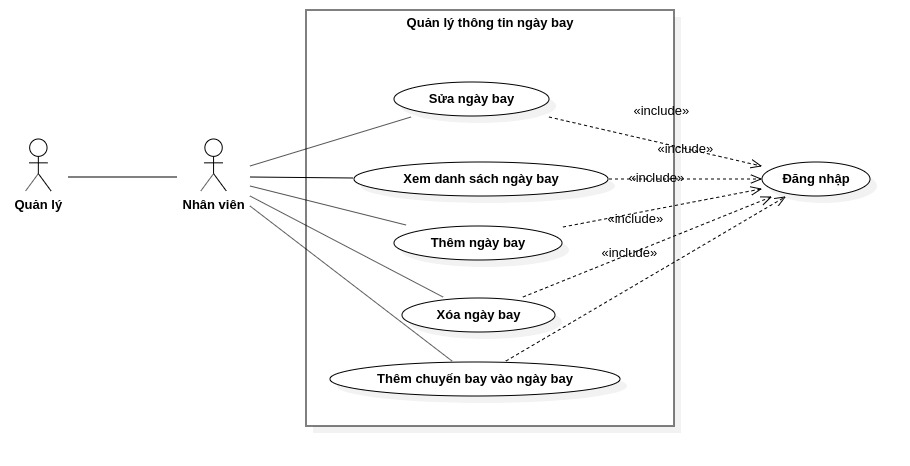 Quản lý thông tin ngày bay
Sửa ngày bay
«include»
«include»
Xem danh sách ngày bay
«include»
Đăng nhập
Quản lý
Nhân viên
«include»
Thêm ngày bay
«include»
Xóa ngày bay
Thêm chuyến bay vào ngày bay